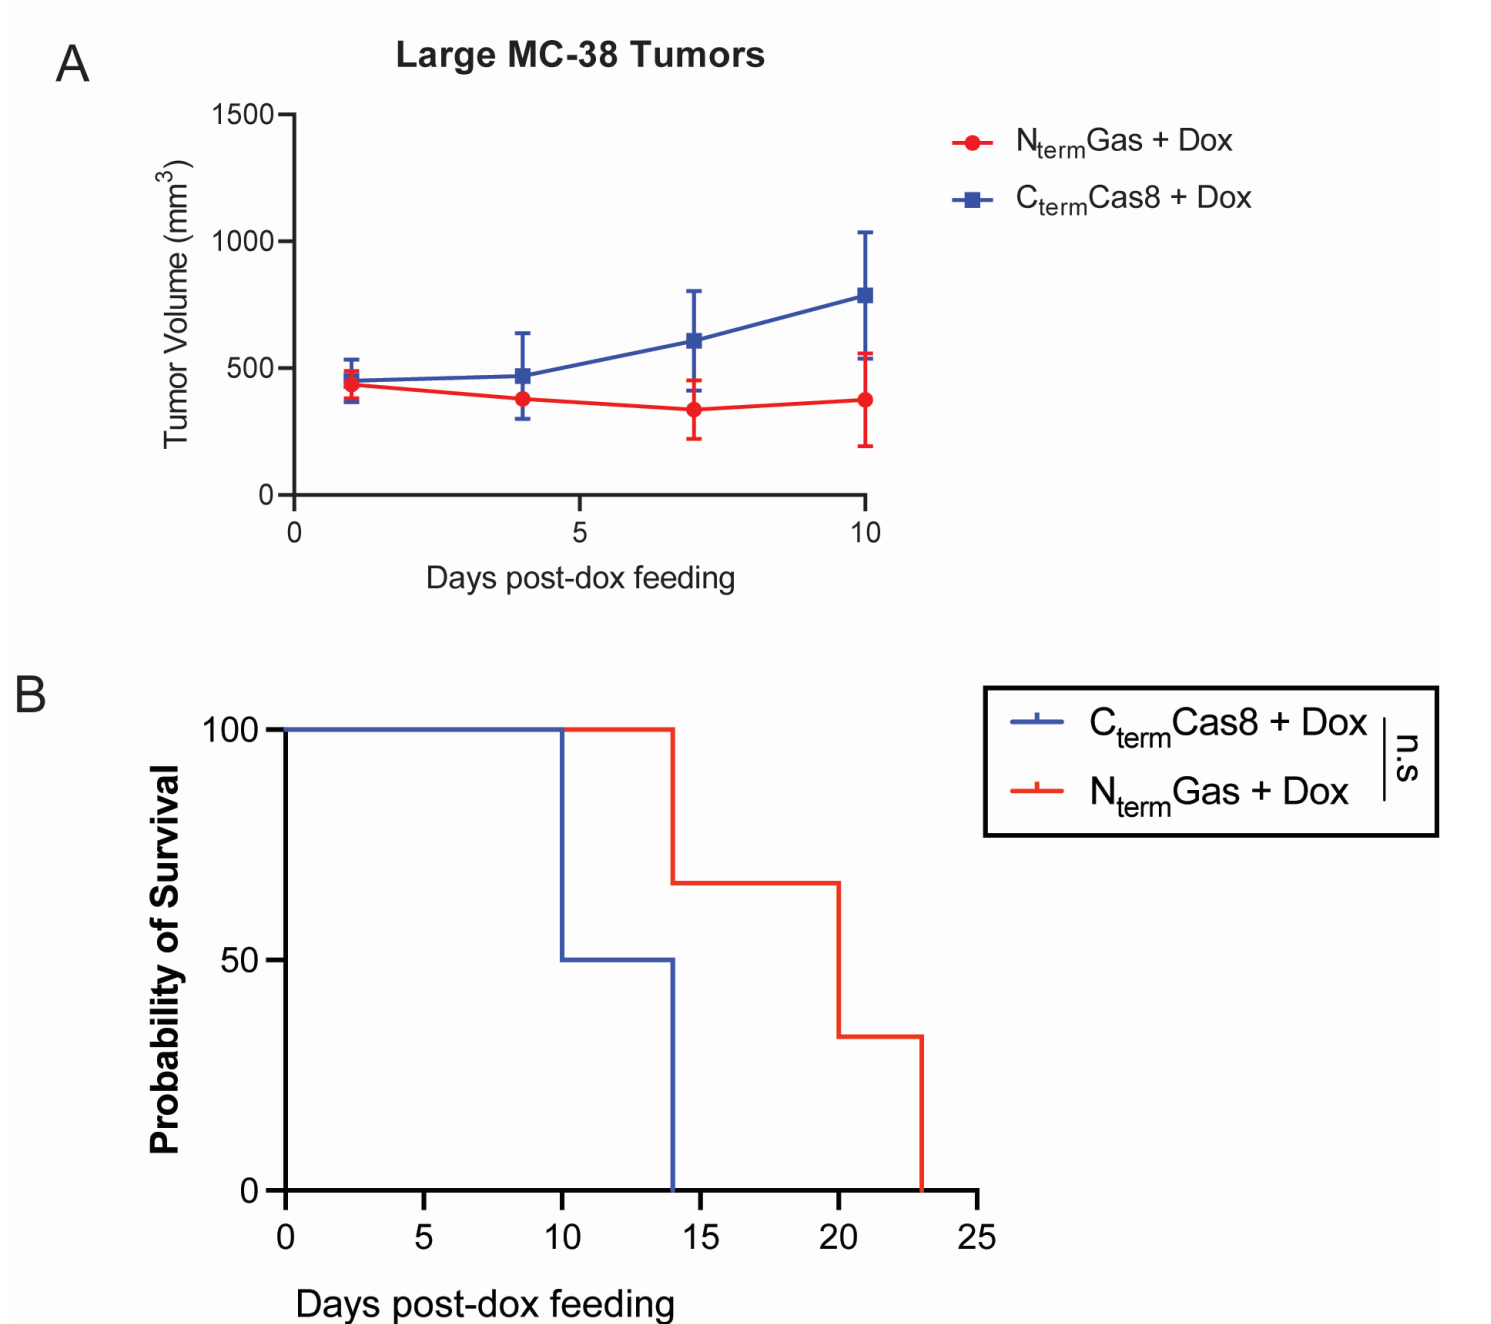 A
Large MC-38 Tumors
1500
1000
500
0
Tumor Volume (mm3)
0 5 10
Days post-dox feeding
NtermGas + Dox
CtermCas8 + Dox
B
100
50
0
Probability of Survival
0 5 10 15 20 25
Days post-dox feeding
CtermCas8 + Dox
NtermGas + Dox
n.s